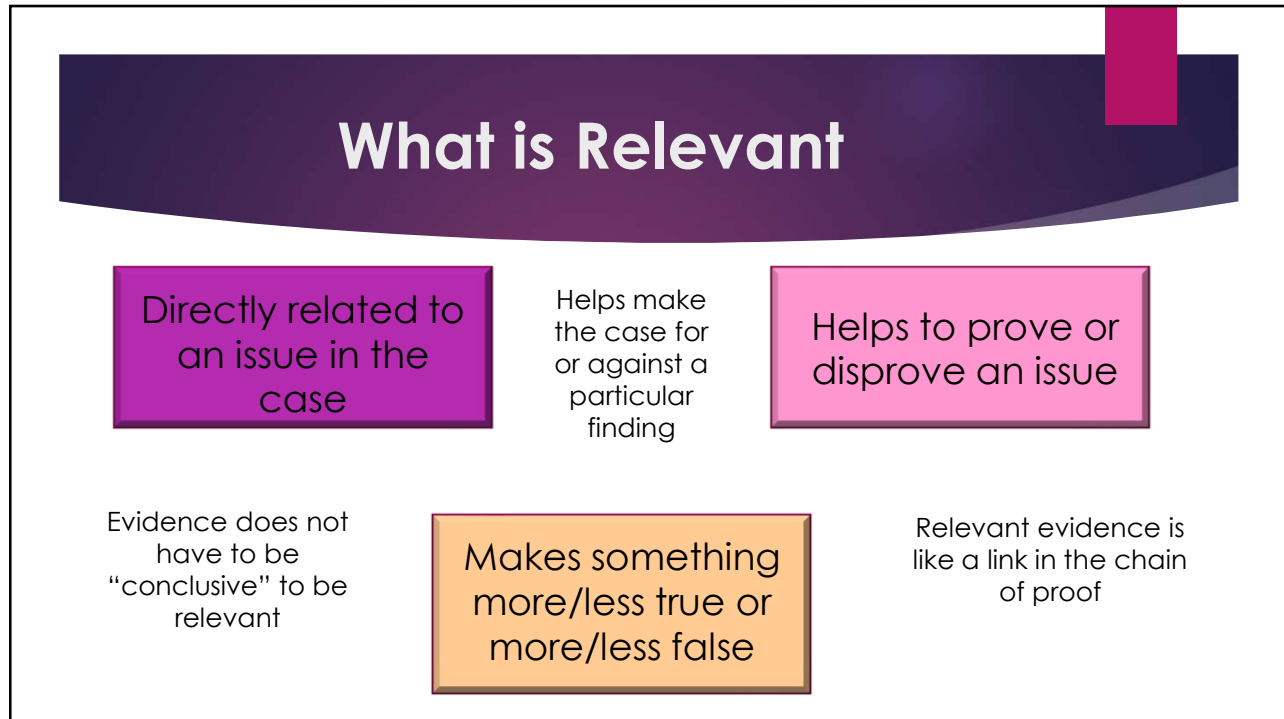 What is Relevant
Directly related to
an issue in the
case
Helps make
the case for
or against a
particular
finding
Helps to prove or
disprove an issue
Evidence does not
have to be
“conclusive” to be
relevant
Makes something
more/less true or
more/less false
Relevant evidence is
like a link in the chain
of proof